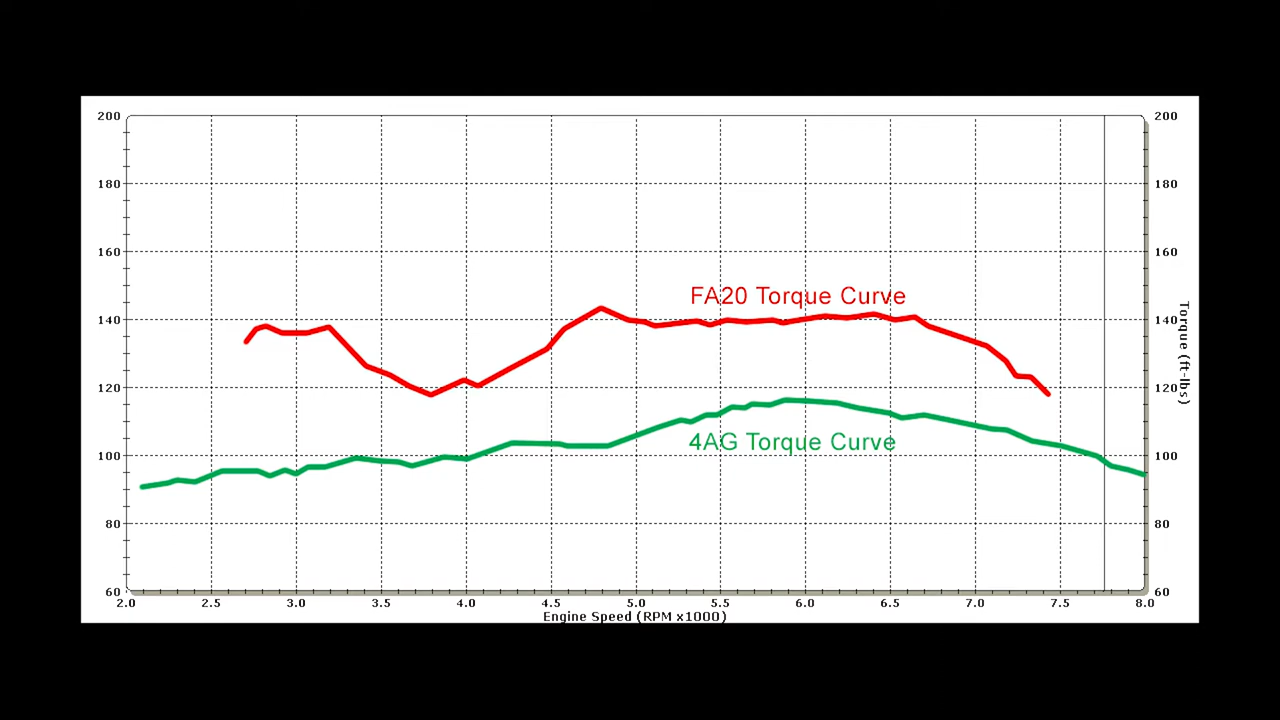 200 200
180 180
160 160
FA20 Torque Curve
140 140
120 120
4AG Torque Curve
100 100
80 80
60 60
Torque (ft-lbs)
2.0 2.5 3.0 3.5 4.0 4.5 5.0 5.5 6.0 6.5 7.0 7.5 8.0
Engine Speed (RPM x1000)